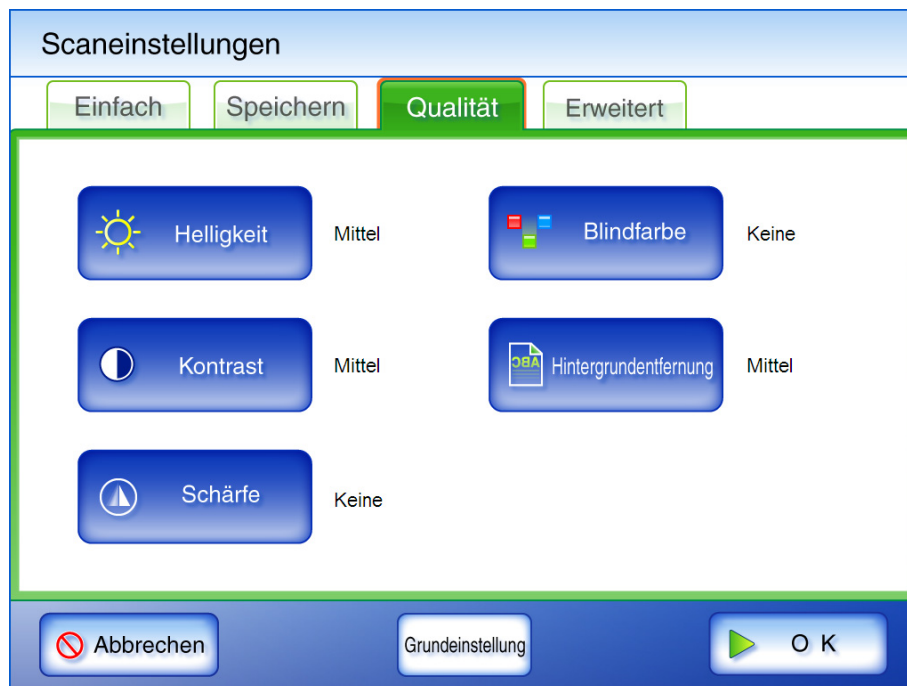 Scaneinstellungen
Einfach Speichern Qualität Erweitert
Helligkeit Mittel Blindfarbe Keine
Kontrast Mittel ABC Hintergrundentfernung Mittel
Schärfe Keine
Abbrechen Grundeinstellung O K